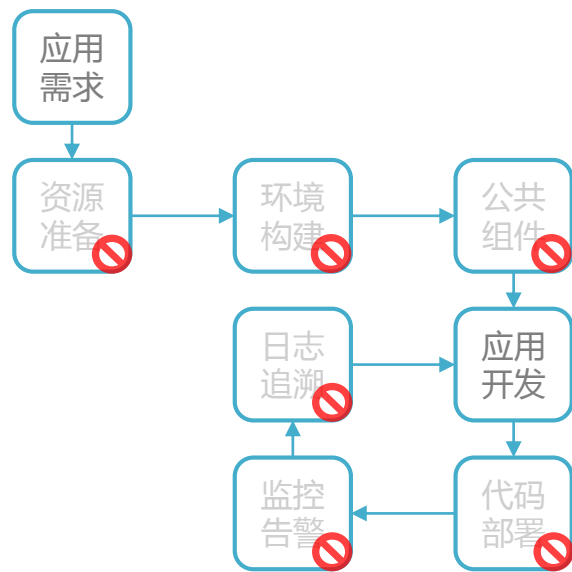 应用
需求
资源
准备
环境
构建
公共
组件
日志
追溯
应用
开发
监控
告警
代码
部署